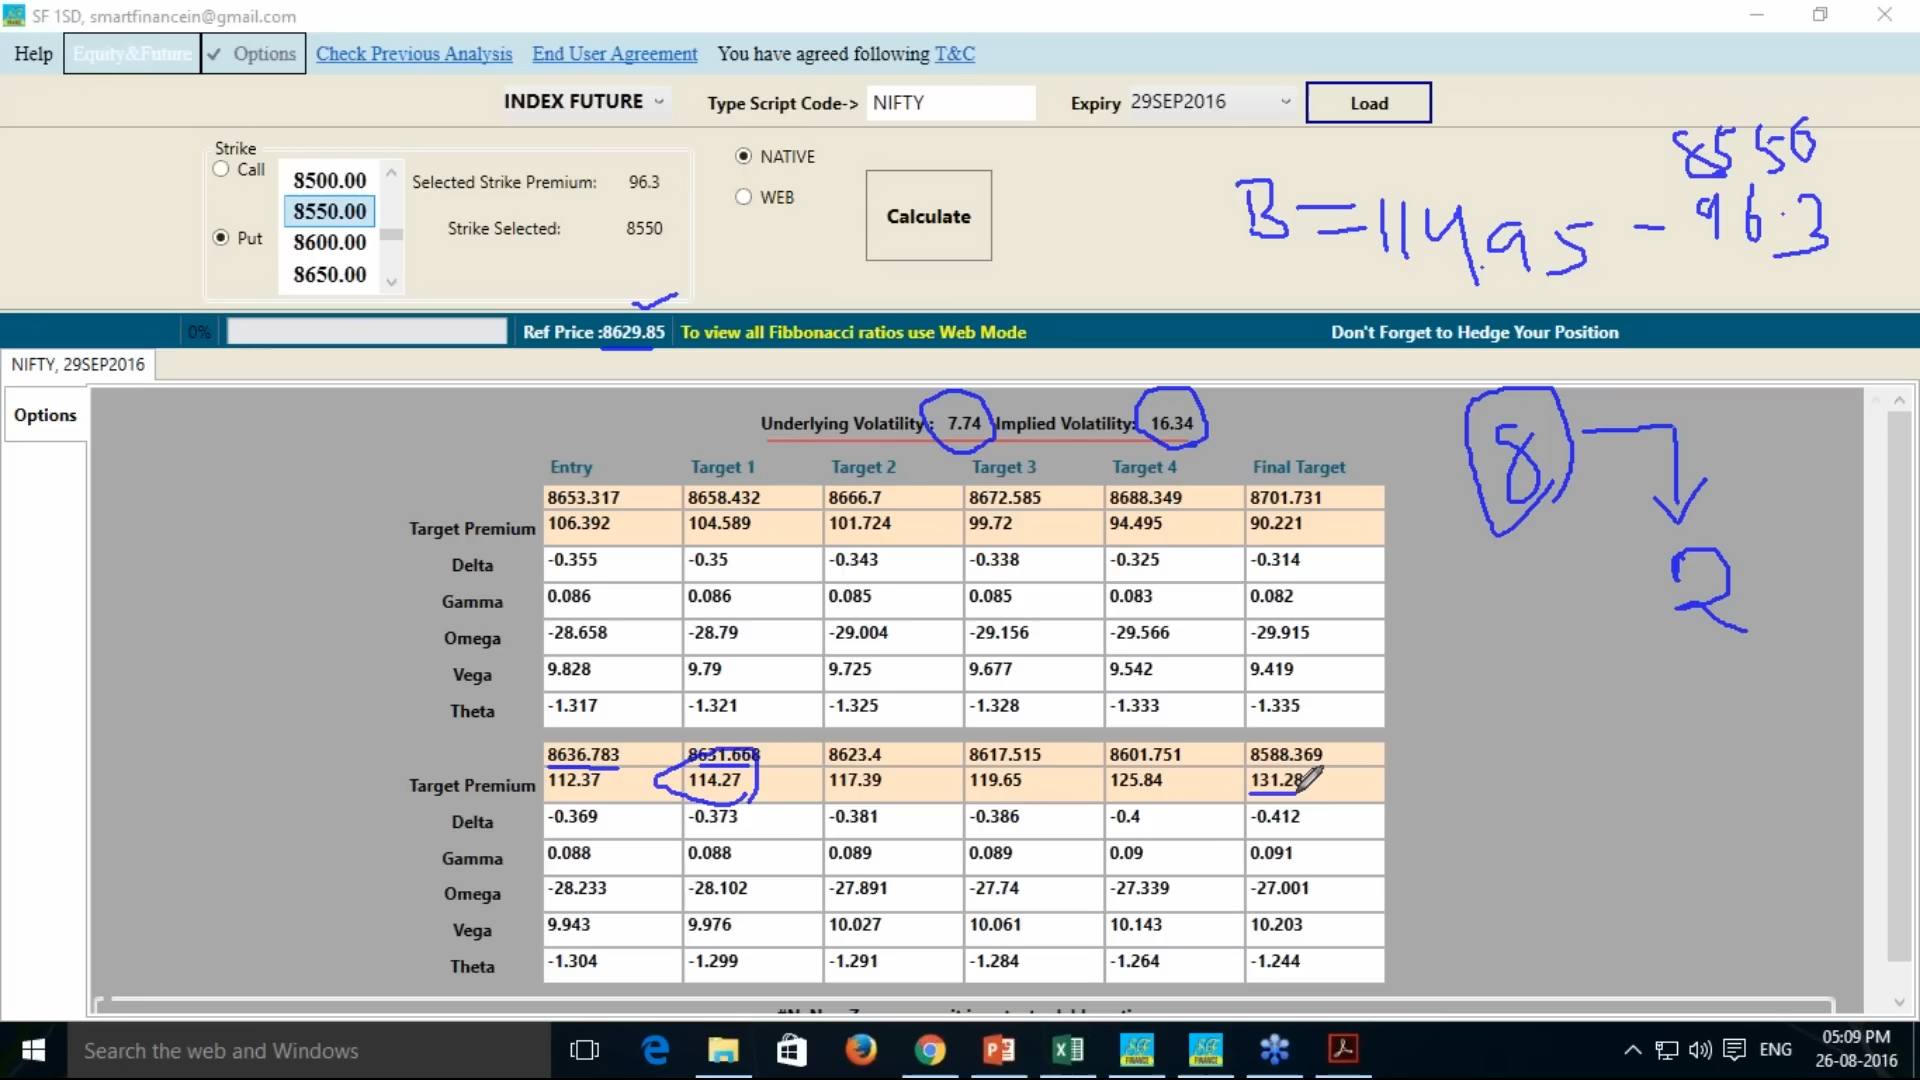 SF 1SD, smartfinancein@gmail.com
Help Equity&Future ✓ Options Check Previous Analysis End User Agreement You have agreed following T&C
INDEX FUTURE Type Script Code-> NIFTY Expiry 29SEP2016 Load
Strike
Call
Put
8500.00
8550.00
8600.00
8650.00
Selected Strike Premium: 96.3
Strike Selected: 8550
NATIVE
WEB
Calculate
8550
B=114.95 - 96.3
0% Ref Price :8629.85 To view all Fibbonacci ratios use Web Mode Don't Forget to Hedge Your Position
NIFTY, 29SEP2016
Options
Underlying Volatility : 7.74 Implied Volatility: 16.34
Entry Target 1 Target 2 Target 3 Target 4 Final Target
8653.317 8658.432 8666.7 8672.585 8688.349 8701.731
Target Premium 106.392 104.589 101.724 99.72 94.495 90.221
Delta -0.355 -0.35 -0.343 -0.338 -0.325 -0.314
Gamma 0.086 0.086 0.085 0.085 0.083 0.082
Omega -28.658 -28.79 -29.004 -29.156 -29.566 -29.915
Vega 9.828 9.79 9.725 9.677 9.542 9.419
Theta -1.317 -1.321 -1.325 -1.328 -1.333 -1.335
8636.783 8631.668 8623.4 8617.515 8601.751 8588.369
Target Premium 112.37 114.27 117.39 119.65 125.84 131.28
Delta -0.369 -0.373 -0.381 -0.386 -0.4 -0.412
Gamma 0.088 0.088 0.089 0.089 0.09 0.091
Omega -28.233 -28.102 -27.891 -27.74 -27.339 -27.001
Vega 9.943 9.976 10.027 10.061 10.143 10.203
Theta -1.304 -1.299 -1.291 -1.284 -1.264 -1.244
8
2
Search the web and Windows
ENG
05:09 PM
26-08-2016